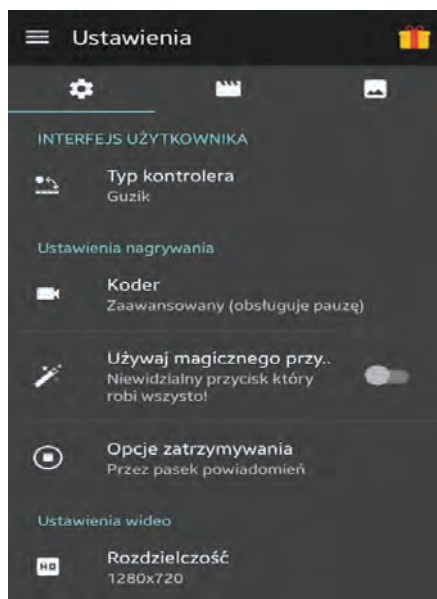 Ustawienia
INTERFEJS UŻYTKOWNIKA
Typ kontrolera
Guzik
Ustawienia nagrywania
Koder
Zaawansowany (obsługuje pauzę)
Używaj magicznego przy..
Niewidzialny przycisk który
robi wszysto!
Opcje zatrzymywania
Przez pasek powiadomień
Ustawienia wideo
HD
Rozdzielczość
1280x720